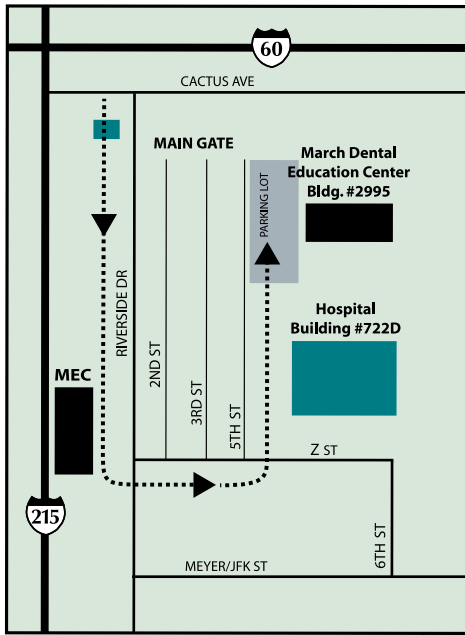 60
CACTUS AVE
MAIN GATE
March Dental
Education Center
Bldg. #2995
PARKING LOT
RIVERSIDE DR
2ND ST
3RD ST
5TH ST
Hospital
Building #722D
MEC
Z ST
215
6TH ST
MEYER/JFK ST